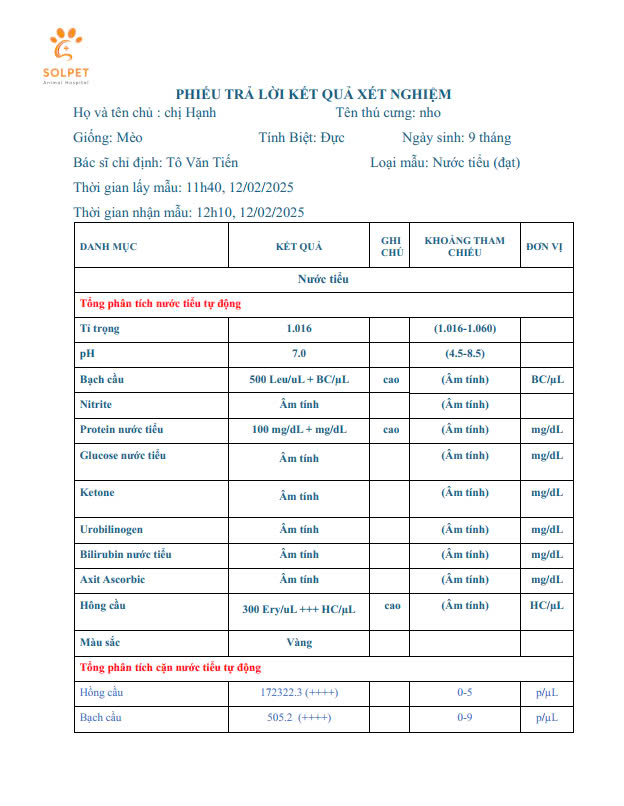 SOLPET
Animal Hospital
PHIẾU TRẢ LỜI KẾT QUẢ XÉT NGHIỆM
Họ và tên chủ : chị Hạnh Tên thú cưng: nho
Giống: Mèo Tính Biệt: Đực Ngày sinh: 9 tháng
Bác sĩ chỉ định: Tô Văn Tiến Loại mẫu: Nước tiểu (đạt)
Thời gian lấy mẫu: 11h40, 12/02/2025
Thời gian nhận mẫu: 12h10, 12/02/2025
DANH MỤC KẾT QUẢ GHI CHÚ KHOẢNG THAM CHIẾU ĐƠN VỊ
Nước tiểu
Tổng phân tích nước tiểu tự động
Tỉ trọng 1.016 (1.016-1.060)
pH 7.0 (4.5-8.5)
Bạch cầu 500 Leu/uL + BC/µL cao (Âm tính) BC/µL
Nitrite Âm tính (Âm tính)
Protein nước tiểu 100 mg/dL + mg/dL cao (Âm tính) mg/dL
Glucose nước tiểu Âm tính (Âm tính) mg/dL
Ketone Âm tính (Âm tính) mg/dL
Urobilinogen Âm tính (Âm tính) mg/dL
Bilirubin nước tiểu Âm tính (Âm tính) mg/dL
Axit Ascorbic Âm tính (Âm tính) mg/dL
Hồng cầu 300 Ery/uL +++ HC/µL cao (Âm tính) HC/µL
Màu sắc Vàng
Tổng phân tích cặn nước tiểu tự động
Hồng cầu 172322.3 (++++) 0-5 p/µL
Bạch cầu 505.2 (++++) 0-9 p/µL